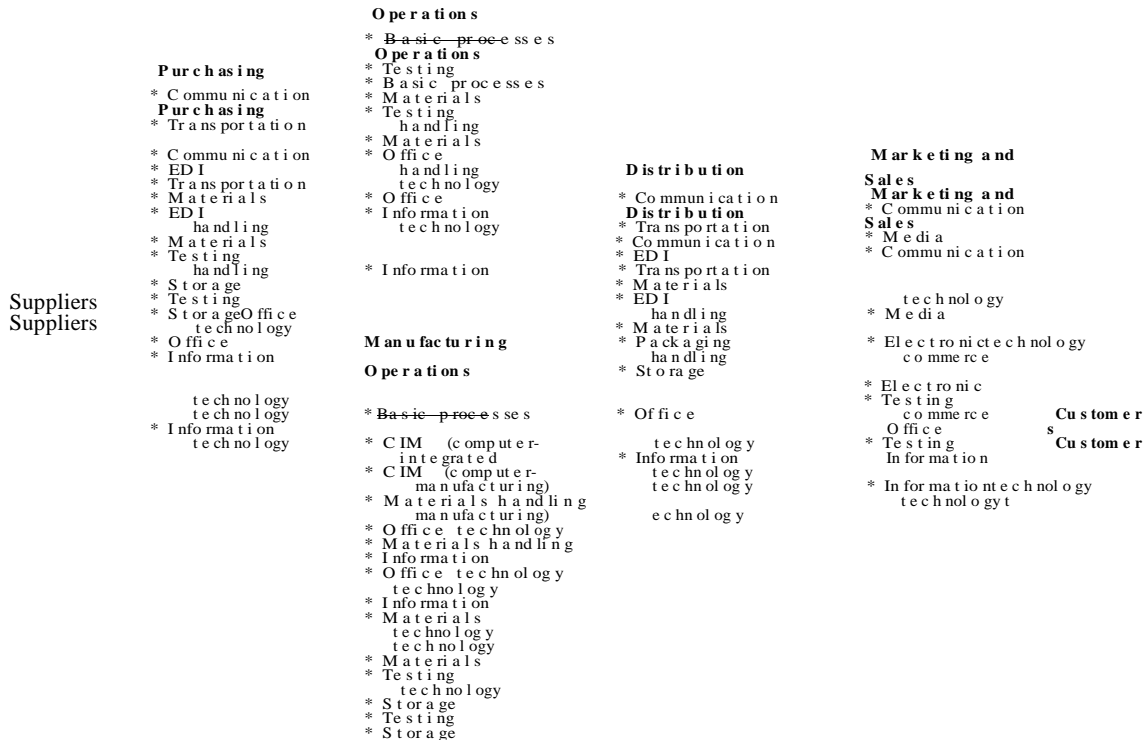 Suppliers
Suppliers
Purchasing
* Communication
Purchasing
* Transportation
* Communication
* EDI
* Transportation
* Materials
* EDI
handling
* Materials
* Testing
handling
* Storage
* Testing
* StorageOffice
technology
* Office
* Information
technology
technology
* Information
technology
Operations
* Basic processes
Operations
* Testing
* Basic processes
* Materials
* Testing
handling
* Materials
* Office
handling
technology
* Office
* Information
technology
* Information
Manufacturing
Operations
* Basic processes
* CIM (computer-
integrated
* CIM (computer-
manufacturing)
* Materials handling
manufacturing)
* Office technology
* Materials handling
* Information
* Office technology
technology
* Information
* Materials
technology
technology
* Materials
* Testing
technology
* Storage
* Testing
* Storage
Distribution
* Communication
Distribution
* Transportation
* Communication
* EDI
* Transportation
* Materials
* EDI
handling
* Materials
* Packaging
handling
* Storage
* Office
technology
* Information
technology
technology
echnology
Marketing and
Sales
Marketing and
* Communication
Sales
* Media
* Communication
technology
* Media
* Electronictechnology
commerce
* Electronic
* Testing
commerce
Office
* Testing
Information
* Informationtechnology
technologyt
Customer
s
Customer